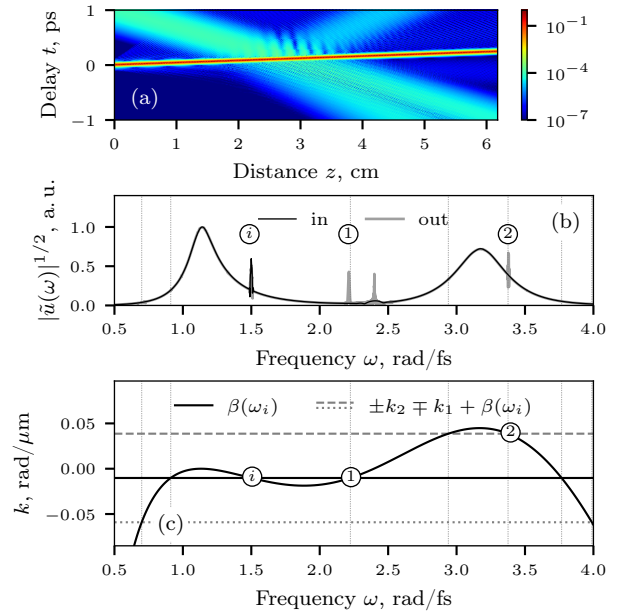 1
0
−1
Delay t, ps
(a)
10⁻¹
10⁻⁴
10⁻⁷
0 1 2 3 4 5 6
Distance z, cm
|ũ(ω)|^{1/2}, a. u.
1.0
0.5
0.0
in out
(b)
i 1 2
0.5 1.0 1.5 2.0 2.5 3.0 3.5 4.0
Frequency ω, rad/fs
k, rad/μm
0.05
0.00
−0.05
β(ω_i) ±k₂ ∓ k₁ + β(ω_i)
i 1 2
(c)
0.5 1.0 1.5 2.0 2.5 3.0 3.5 4.0
Frequency ω, rad/fs